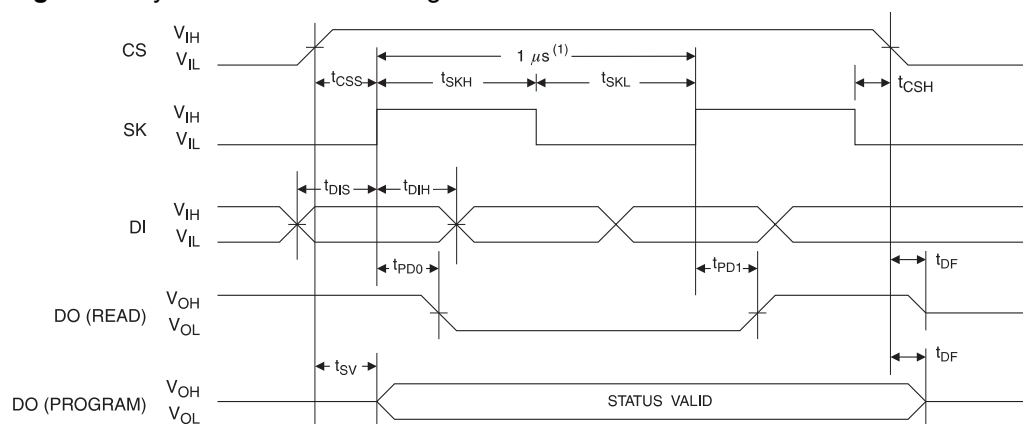 CS
V_IH
V_IL
1 μs (1)
t_CSS
t_SKH
t_SKL
t_CSH
SK
V_IH
V_IL
t_DIS
t_DIH
DI
V_IH
V_IL
t_PD0
t_PD1
t_DF
DO (READ)
V_OH
V_OL
t_SV
t_DF
DO (PROGRAM)
V_OH
V_OL
STATUS VALID